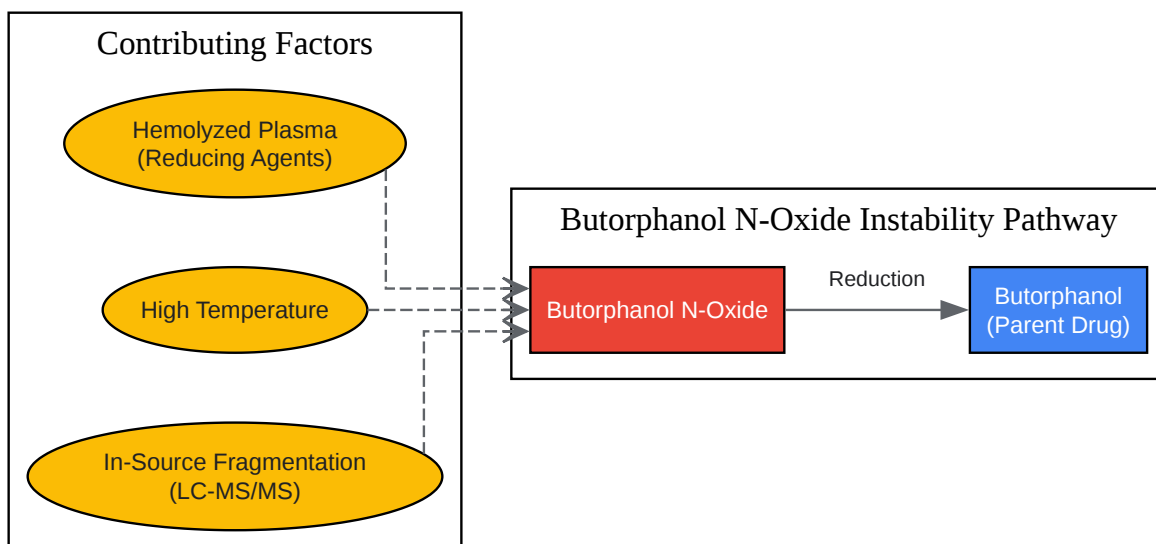 Contributing Factors
Hemolyzed Plasma
(Reducing Agents)
High Temperature
In-Source Fragmentation
(LC-MS/MS)
Butorphanol N-Oxide Instability Pathway
Butorphanol N-Oxide
Reduction
Butorphanol
(Parent Drug)